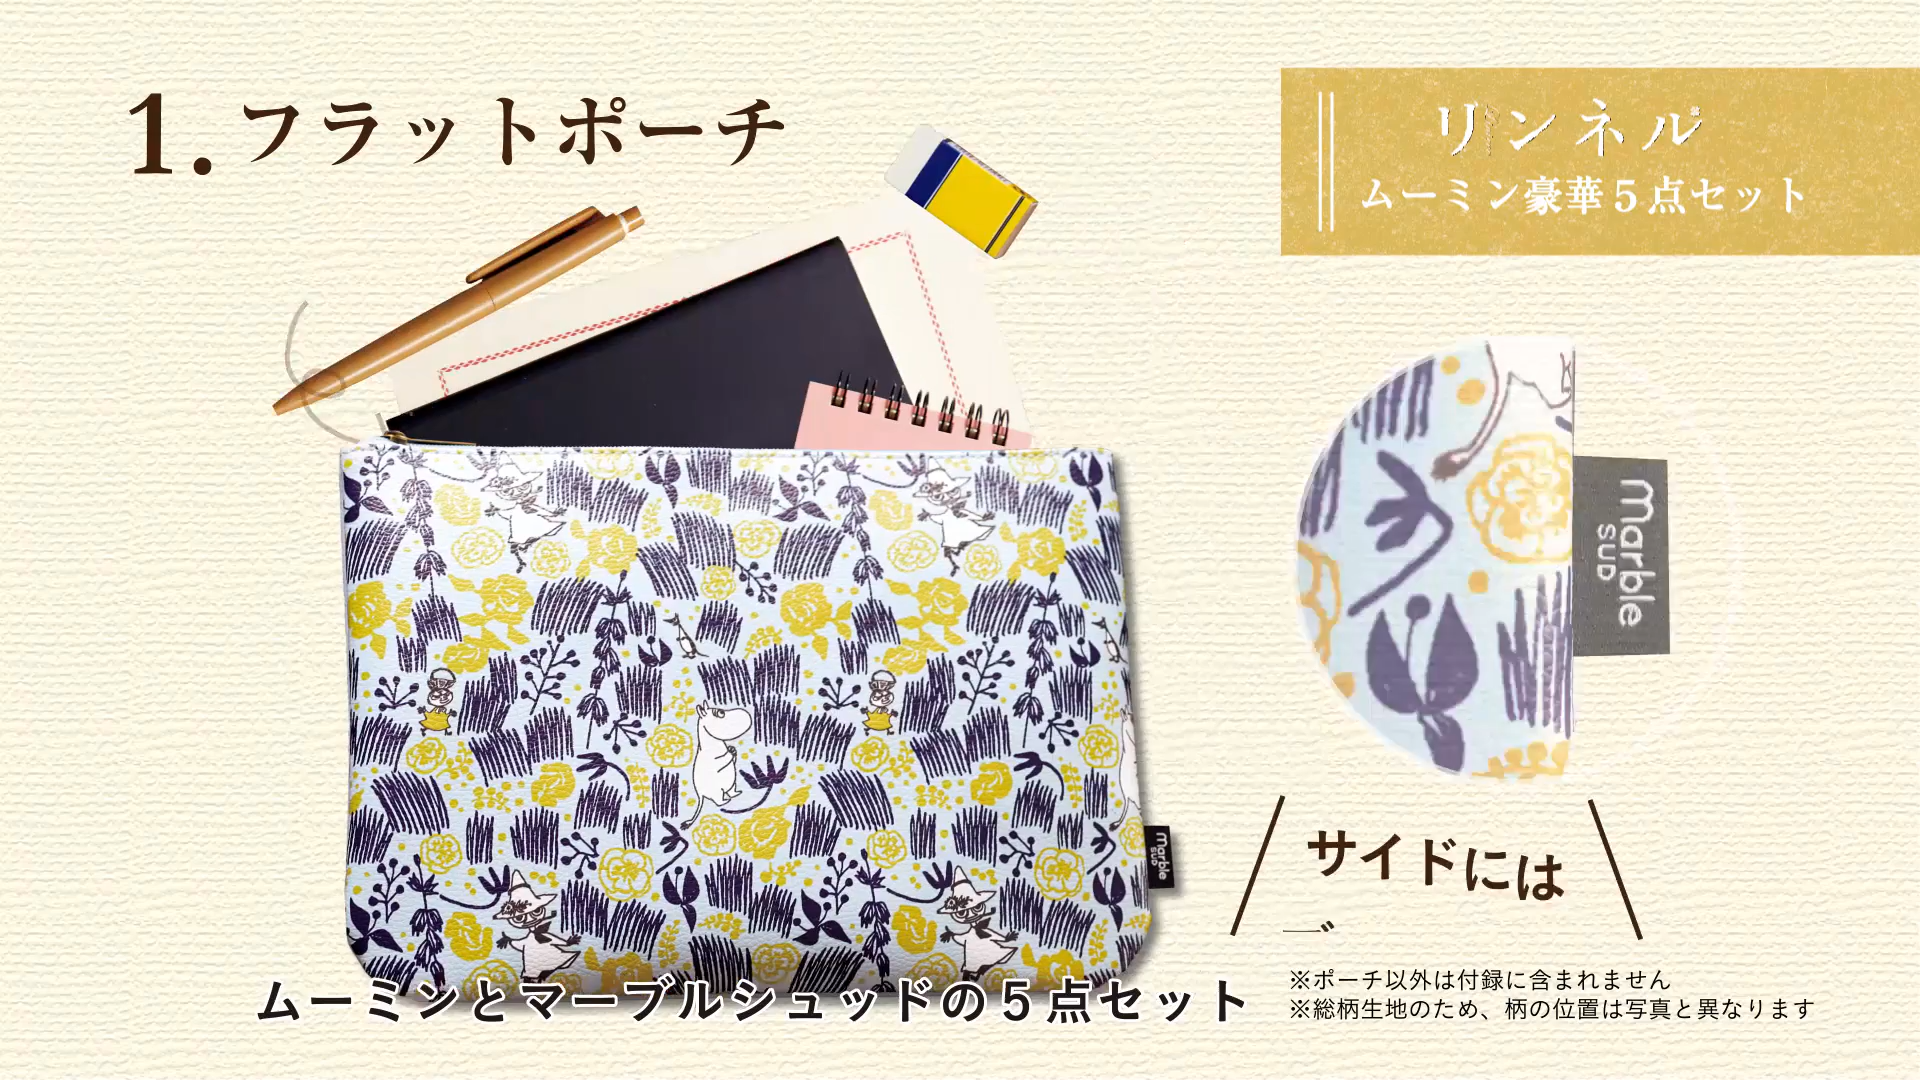 1.フラットポーチ
リンネル
ムーミン豪華5点セット
marble
SUD
marble
SUD
サイドには
※ポーチ以外は付録に含まれません
※総柄生地のため、柄の位置は写真と異なります
ムーミンとマーブルシュッドの5点セット